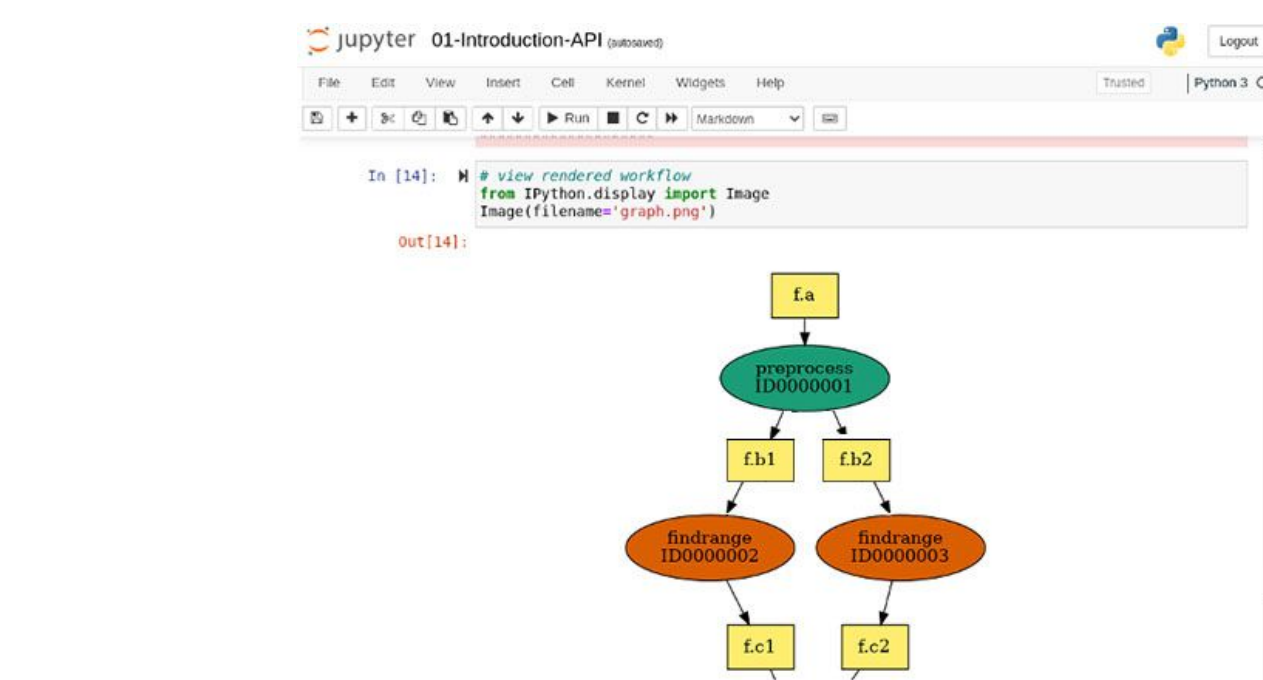 jupyter 01-Introduction-API (autosaved)
Logout
File Edit View Insert Cell Kernel Widgets Help
Trusted Python 3
Run Markdown
In [14]: # view rendered workflow
from IPython.display import Image
Image(filename='graph.png')
Out[14]:
f.a
preprocess
ID0000001
f.b1 f.b2
findrange findrange
ID0000002 ID0000003
f.c1 f.c2